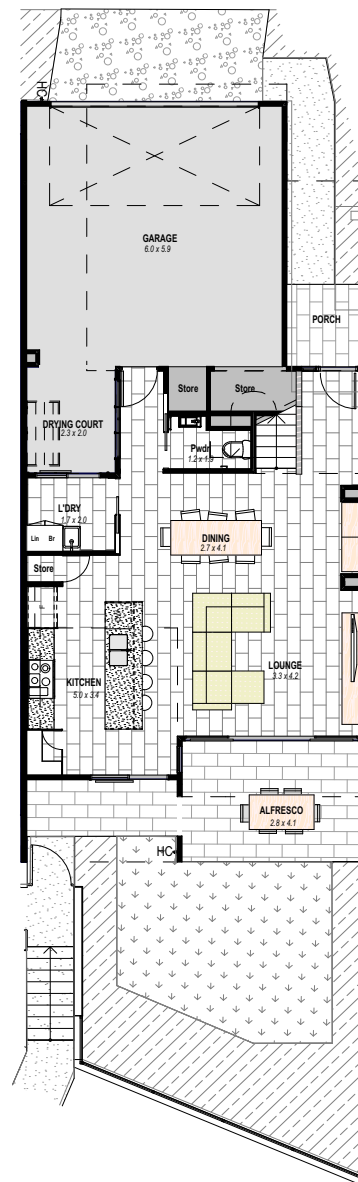 HC
GARAGE
6.0 x 5.9
PORCH
Store
Store
DRYING COURT
2.3 x 2.0
Pwdr
1.2 x 1.9
L'DRY
1.7 x 2.0
Lin
Br
DINING
2.7 x 4.1
Store
F
LOUNGE
3.3 x 4.2
KITCHEN
5.0 x 3.4
ALFRESCO
2.8 x 4.1
HC